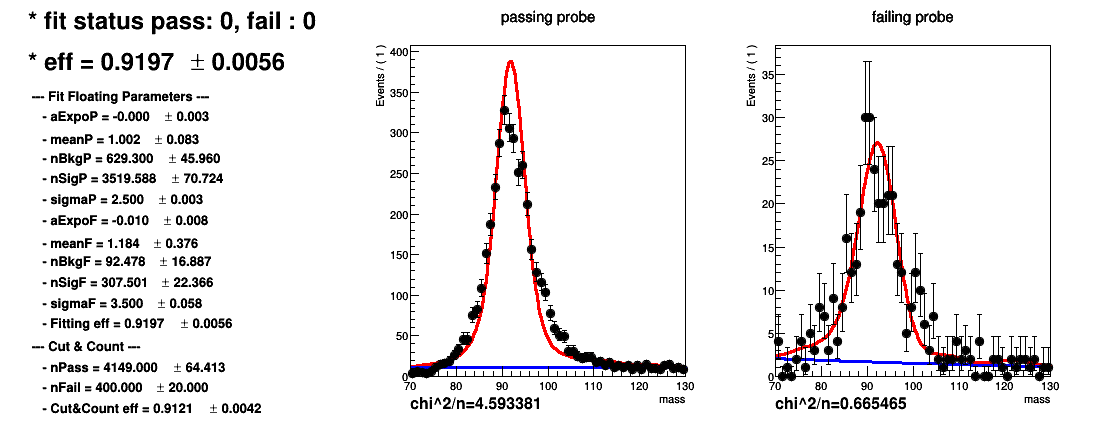 * fit status pass: 0, fail : 0
* eff = 0.9197 ± 0.0056
--- Fit Floating Parameters ---
- aExpoP = -0.000 ± 0.003
- meanP = 1.002 ± 0.083
- nBkgP = 629.300 ± 45.960
- nSigP = 3519.588 ± 70.724
- sigmaP = 2.500 ± 0.003
- aExpoF = -0.010 ± 0.008
- meanF = 1.184 ± 0.376
- nBkgF = 92.478 ± 16.887
- nSigF = 307.501 ± 22.366
- sigmaF = 3.500 ± 0.058
- Fitting eff = 0.9197 ± 0.0056
--- Cut & Count ---
- nPass = 4149.000 ± 64.413
- nFail = 400.000 ± 20.000
- Cut&Count eff = 0.9121 ± 0.0042
passing probe
Events / ( 1 )
400
350
300
250
200
150
100
50
0
70 80 90 100 110 120 130
mass
chi^2/n=4.593381
failing probe
Events / ( 1 )
35
30
25
20
15
10
5
0
70 80 90 100 110 120 130
mass
chi^2/n=0.665465